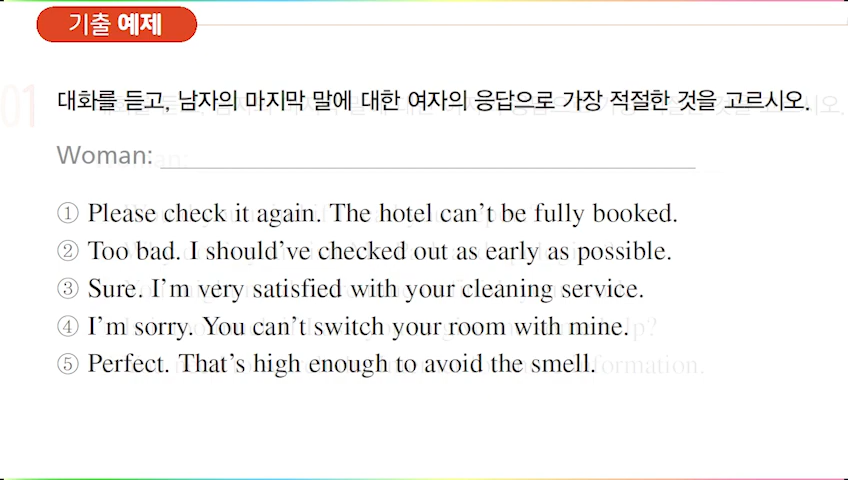 기출 예제
01
대화를 듣고, 남자의 마지막 말에 대한 여자의 응답으로 가장 적절한 것을 고르시오.
Woman:
① Please check it again. The hotel can't be fully booked.
② Too bad. I should've checked out as early as possible.
③ Sure. I'm very satisfied with your cleaning service.
④ I'm sorry. You can't switch your room with mine.
⑤ Perfect. That's high enough to avoid the smell.